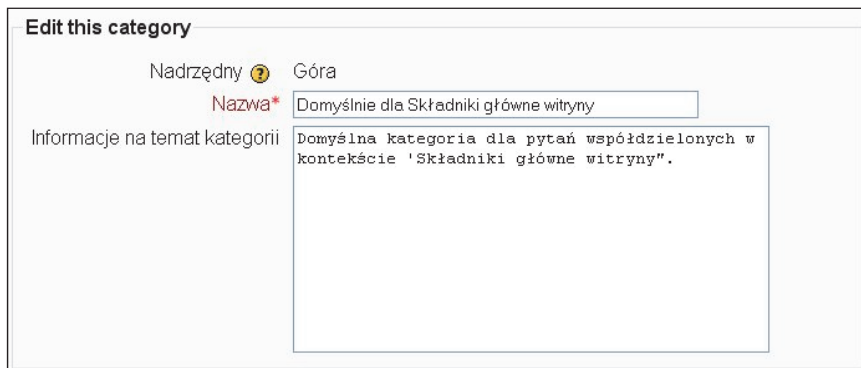 Edit this category
Nadrzędny ? Góra
Nazwa* Domyślnie dla Składniki główne witryny
Informacje na temat kategorii Domyślna kategoria dla pytań współdzielonych w
kontekście 'Składniki główne witryny".